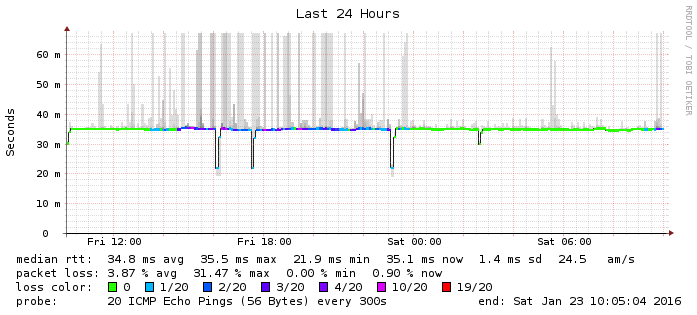 Last 24 Hours
RRDTOOL / TOBI OETIKER
Seconds
60 m
50 m
40 m
30 m
20 m
10 m
0
Fri 12:00 Fri 18:00 Sat 00:00 Sat 06:00
median rtt: 34.8 ms avg 35.5 ms max 21.9 ms min 35.1 ms now 1.4 ms sd 24.5 am/s
packet loss: 3.87 % avg 31.47 % max 0.00 % min 0.90 % now
loss color: 0 1/20 2/20 3/20 4/20 10/20 19/20
probe: 20 ICMP Echo Pings (56 Bytes) every 300s end: Sat Jan 23 10:05:04 2016